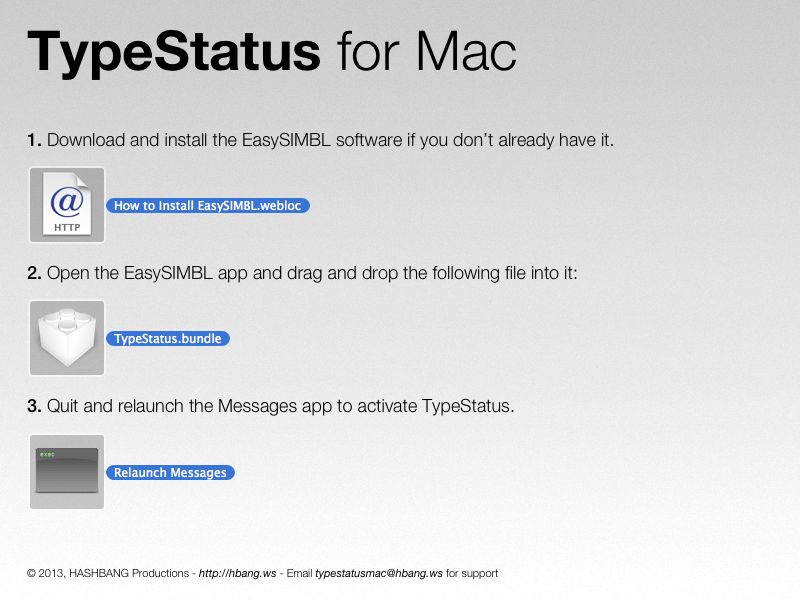 TypeStatus for Mac
1. Download and install the EasySIMBL software if you don’t already have it.
@
HTTP
How to Install EasySIMBL.webloc
2. Open the EasySIMBL app and drag and drop the following file into it:
TypeStatus.bundle
3. Quit and relaunch the Messages app to activate TypeStatus.
exec
Relaunch Messages
© 2013, HASHBANG Productions - http://hbang.ws - Email typestatusmac@hbang.ws for support